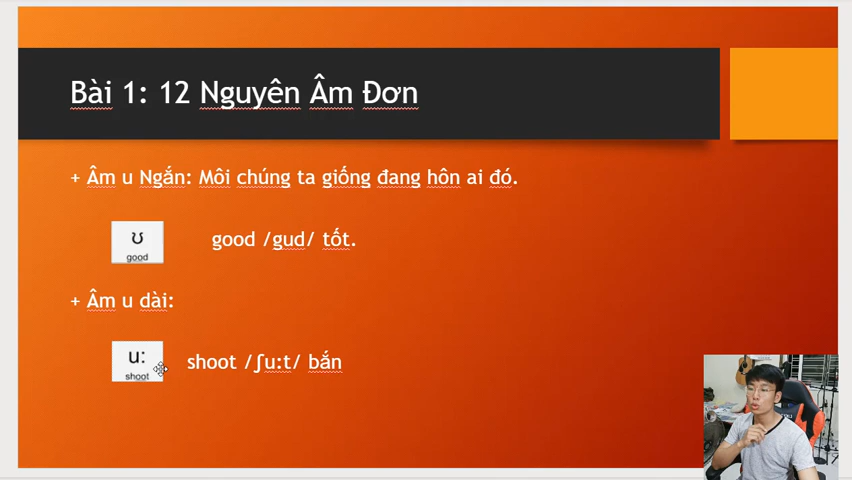 Bài 1: 12 Nguyên Âm Đơn
+ Âm u Ngắn: Môi chúng ta giống đang hôn ai đó.
ʊ
good
good /gud/ tốt.
+ Âm u dài:
u:
shoot
shoot /ʃu:t/ bắn